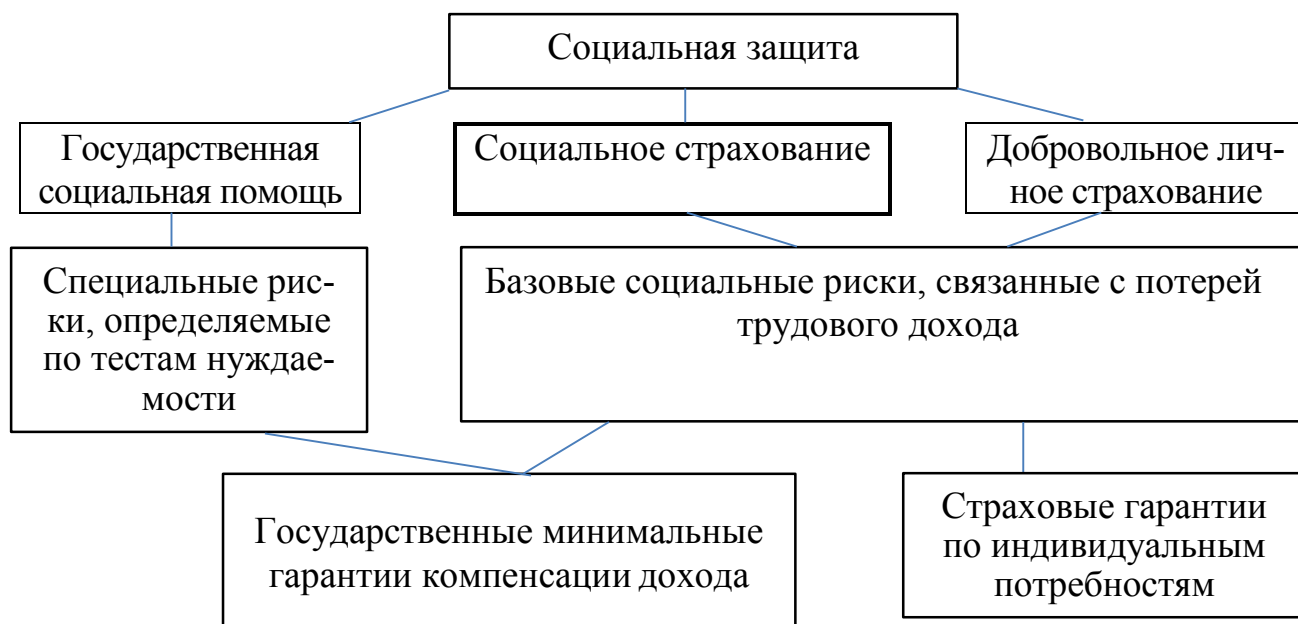 Социальная защита
Государственная
социальная помощь
Социальное страхование
Добровольное лич-
ное страхование
Специальные рис-
ки, определяемые
по тестам нуждае-
мости
Базовые социальные риски, связанные с потерей
трудового дохода
Государственные минимальные
гарантии компенсации дохода
Страховые гарантии
по индивидуальным
потребностям